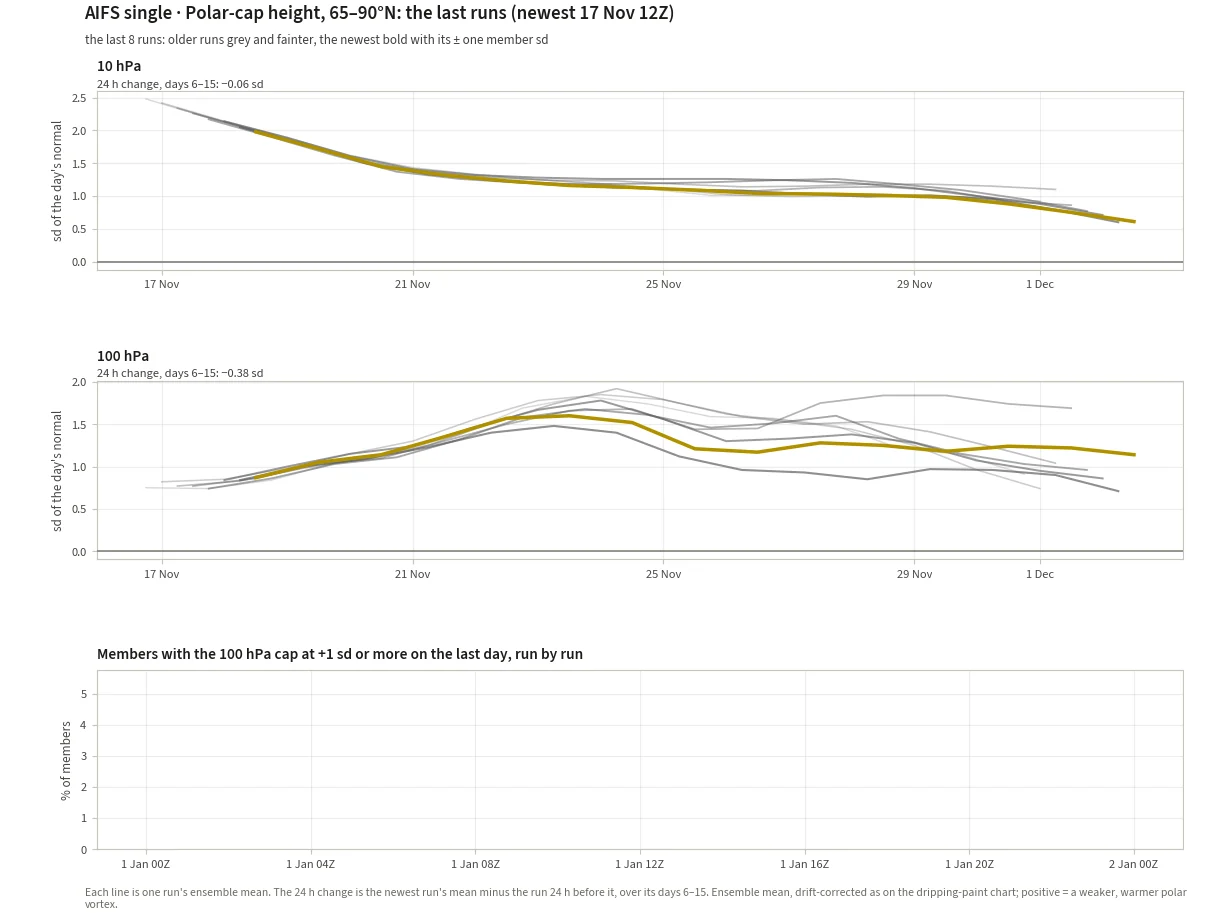 AIFS single · Polar-cap height, 65–90°N: the last runs (newest 17 Nov 12Z)
the last 8 runs: older runs grey and fainter, the newest bold with its ± one member sd
10 hPa
24 h change, days 6–15: −0.06 sd
sd of the day's normal
2.5
2.0
1.5
1.0
0.5
0.0
17 Nov 21 Nov 25 Nov 29 Nov 1 Dec
100 hPa
24 h change, days 6–15: −0.38 sd
sd of the day's normal
2.0
1.5
1.0
0.5
0.0
17 Nov 21 Nov 25 Nov 29 Nov 1 Dec
Members with the 100 hPa cap at +1 sd or more on the last day, run by run
% of members
5
4
3
2
1
0
1 Jan 00Z 1 Jan 04Z 1 Jan 08Z 1 Jan 12Z 1 Jan 16Z 1 Jan 20Z 2 Jan 00Z
Each line is one run's ensemble mean. The 24 h change is the newest run's mean minus the run 24 h before it, over its days 6–15. Ensemble mean, drift-corrected as on the dripping-paint chart; positive = a weaker, warmer polar
vortex.